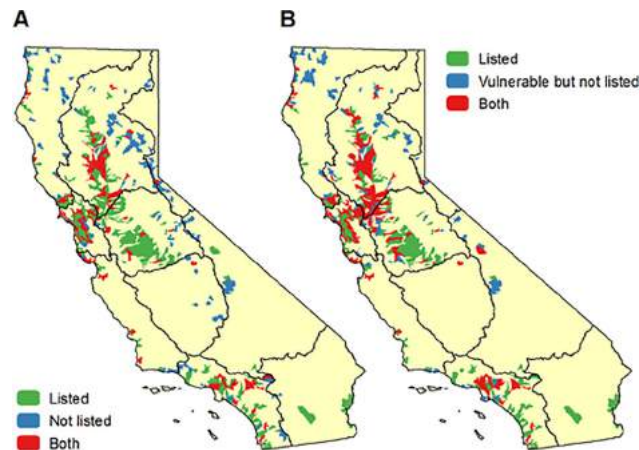 A
B
Listed
Vulnerable but not listed
Both
Listed
Not listed
Both